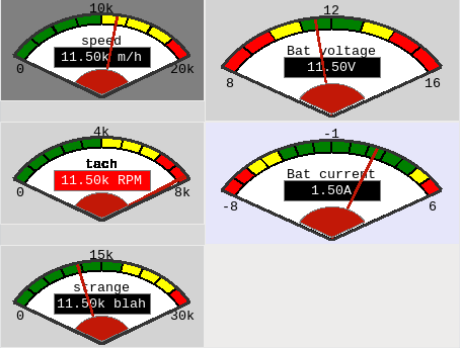 10k
speed
11.50k m/h
0
20k
12
Bat voltage
11.50V
8
16
4k
tach
11.50k RPM
0
8k
-1
Bat current
1.50A
-8
6
15k
strange
11.50k blah
0
30k